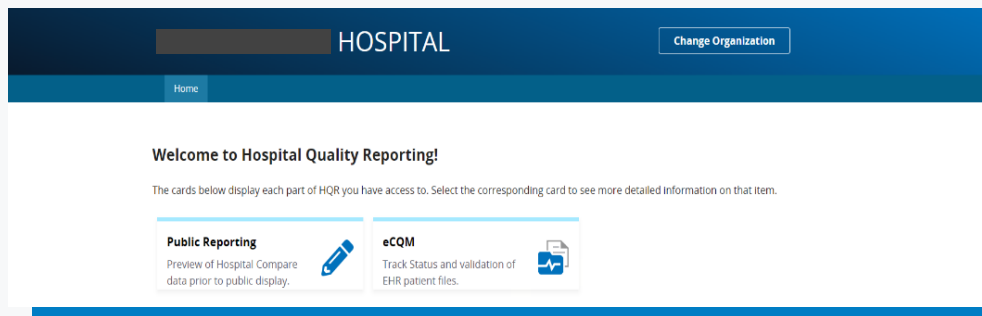 HOSPITAL
Change Organization
Home
Welcome to Hospital Quality Reporting!
The cards below display each part of HQR you have access to. Select the corresponding card to see more detailed information on that item.
Public Reporting
Preview of Hospital Compare
data prior to public display.
eCQM
Track Status and validation of
EHR patient files.